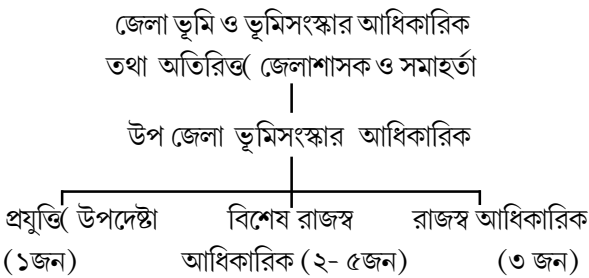 জেলা ভূমি ও ভূমিসংস্কার আধিকারিক
তথা অতিরিত্ত( জেলাশাসক ও সমাহর্তা
উপ জেলা ভূমিসংস্কার আধিকারিক
প্রযুত্তি( উপদেষ্টা বিশেষ রাজস্ব রাজস্ব আধিকারিক
(১জন) আধিকারিক (২- ৫জন) (৩ জন)